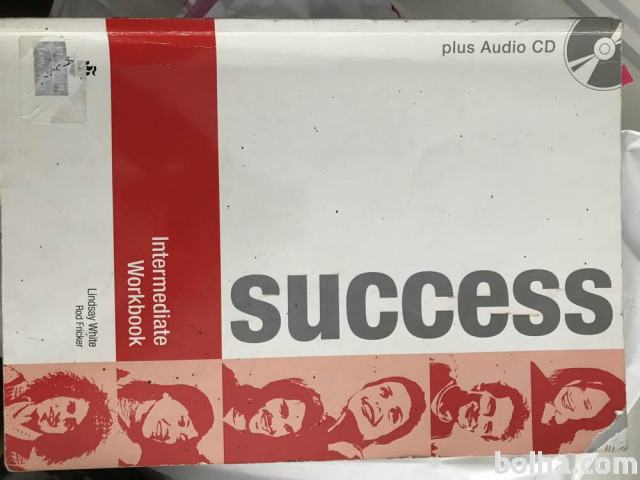 plus Audio CD
success
Intermediate
Workbook
Lindsay White
Rod Fricker
bolha.com